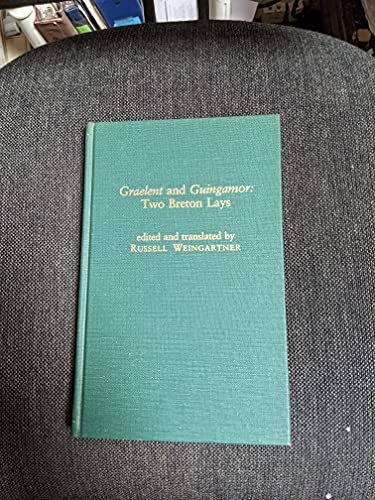 Graelent and Guingamor:
Two Breton Lays
edited and translated by
RUSSELL WEINGARTNER